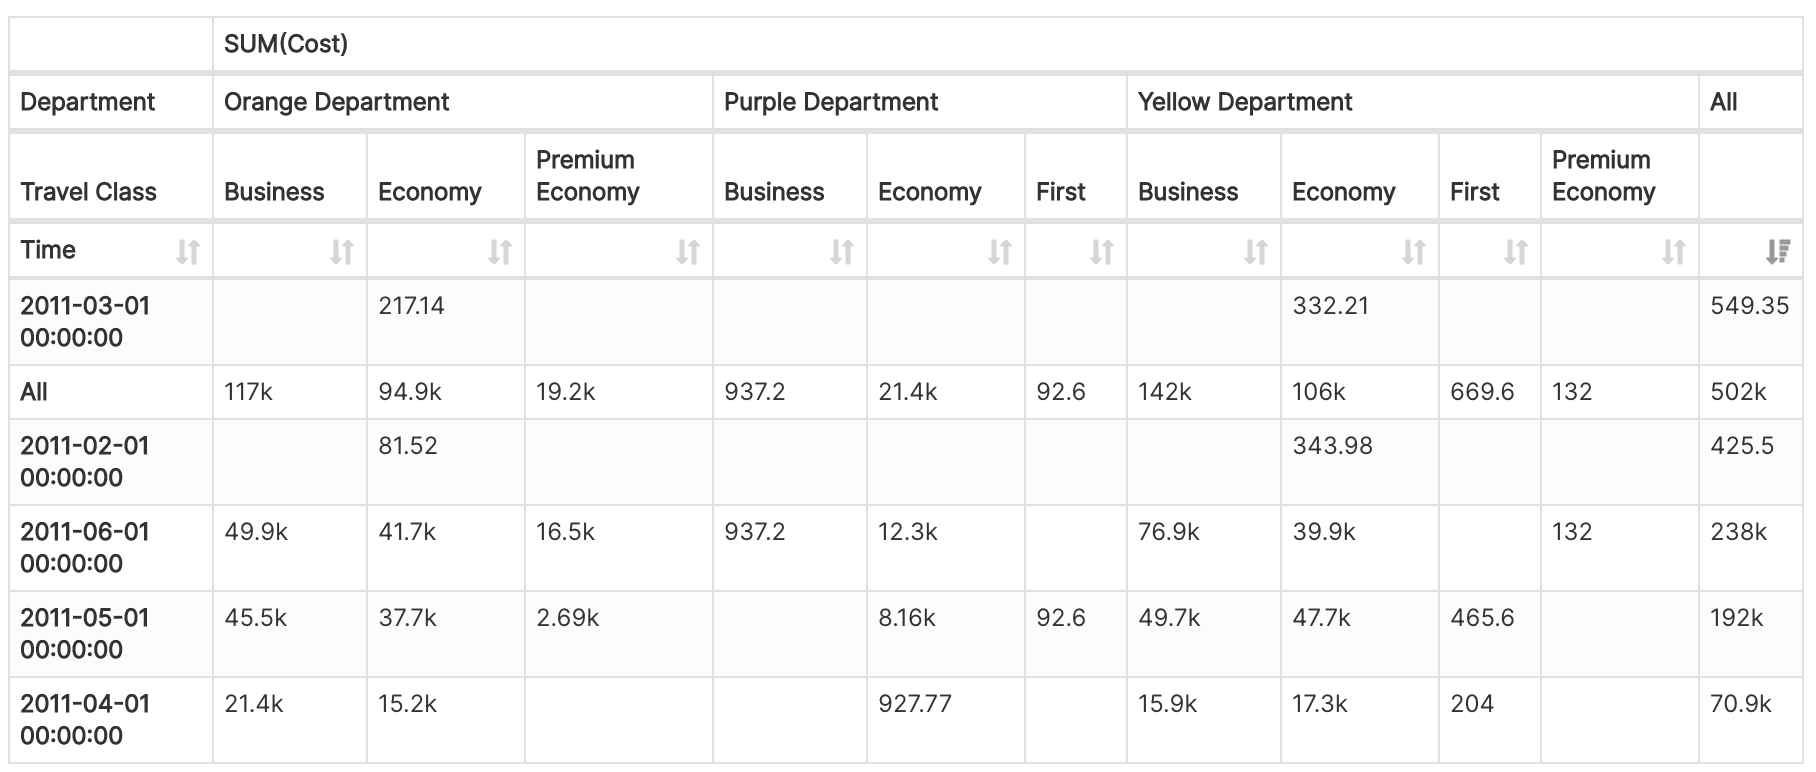 SUM(Cost)
Department Orange Department Purple Department Yellow Department All
Travel Class Business Economy Premium Economy Business Economy First Business Economy First Premium Economy
Time
2011-03-01 00:00:00 217.14 332.21 549.35
All 117k 94.9k 19.2k 937.2 21.4k 92.6 142k 106k 669.6 132 502k
2011-02-01 00:00:00 81.52 343.98 425.5
2011-06-01 00:00:00 49.9k 41.7k 16.5k 937.2 12.3k 76.9k 39.9k 132 238k
2011-05-01 00:00:00 45.5k 37.7k 2.69k 8.16k 92.6 49.7k 47.7k 465.6 192k
2011-04-01 00:00:00 21.4k 15.2k 927.77 15.9k 17.3k 204 70.9k